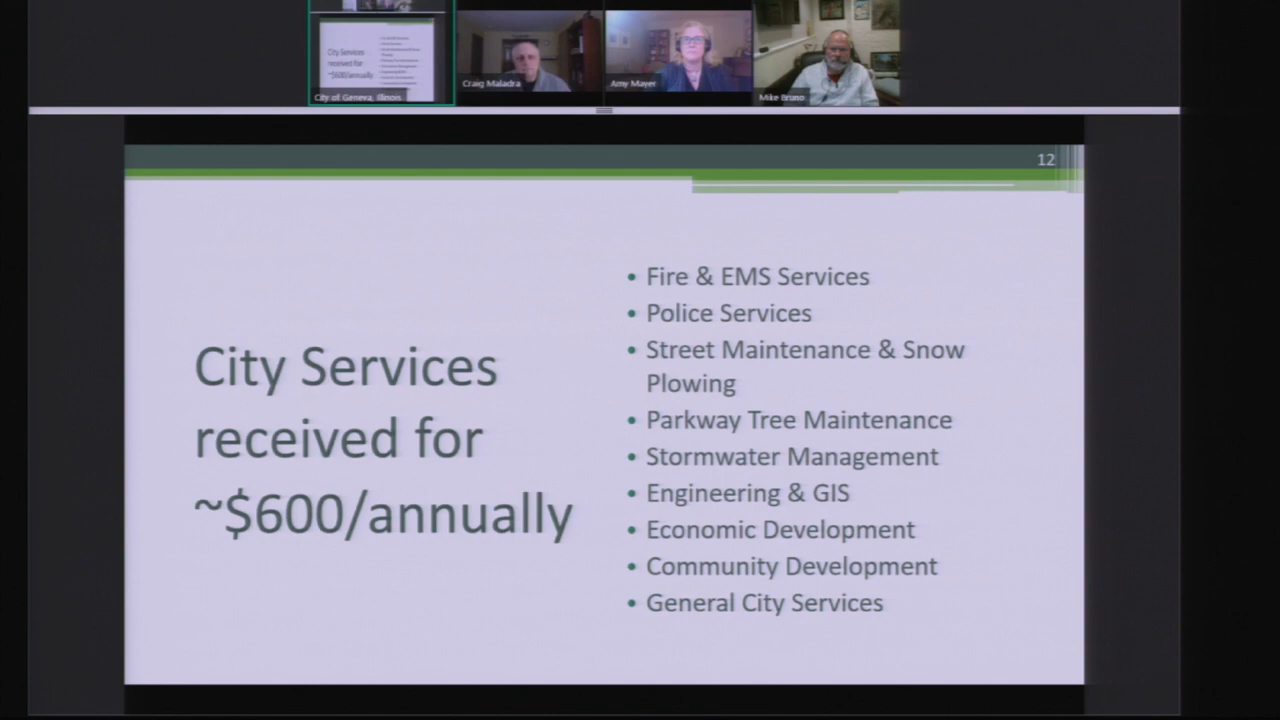 City Services
received for
~$600/annually
City of Geneva, Illinois
Craig Maladra
Amy Mayer
Mike Bruno
12
City Services
received for
~$600/annually
• Fire & EMS Services
• Police Services
• Street Maintenance & Snow
Plowing
• Parkway Tree Maintenance
• Stormwater Management
• Engineering & GIS
• Economic Development
• Community Development
• General City Services